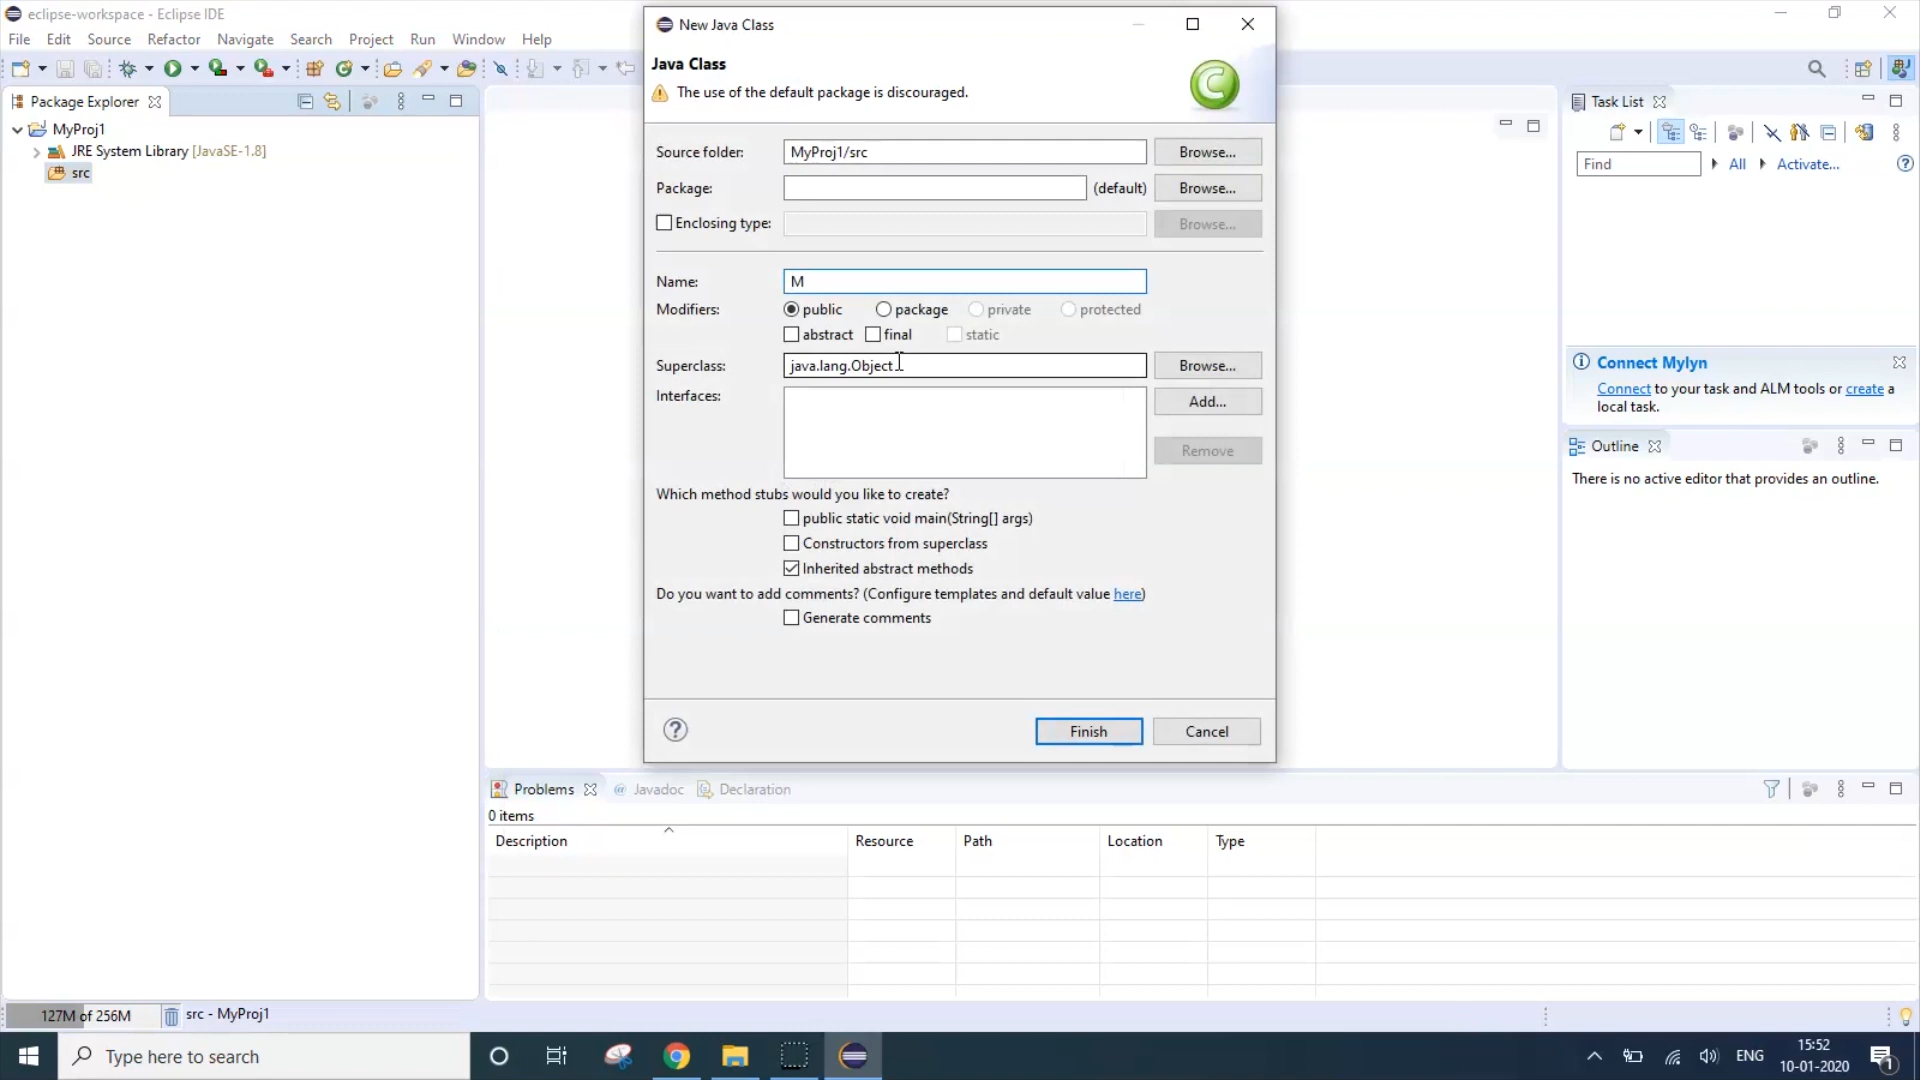 eclipse-workspace - Eclipse IDE
File Edit Source Refactor Navigate Search Project Run Window Help
Package Explorer
MyProj1
JRE System Library [JavaSE-1.8]
src
New Java Class
Java Class
The use of the default package is discouraged.
Source folder: MyProj1/src Browse...
Package: (default) Browse...
Enclosing type: Browse...
Name: M
Modifiers: public package private protected
abstract final static
Superclass: java.lang.Object Browse...
Interfaces: Add...
Remove
Which method stubs would you like to create?
public static void main(String[] args)
Constructors from superclass
Inherited abstract methods
Do you want to add comments? (Configure templates and default value here)
Generate comments
Finish Cancel
Task List
Find All Activate...
Connect Mylyn
Connect to your task and ALM tools or create a
local task.
Outline
There is no active editor that provides an outline.
Problems @ Javadoc Declaration
0 items
Description Resource Path Location Type
127M of 256M src - MyProj1
Type here to search
ENG 15:52
10-01-2020
1